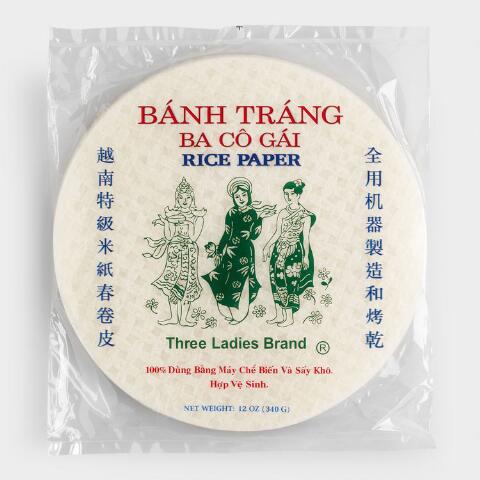 BÁNH TRÁNG
BA CÔ GÁI
RICE PAPER
越南特級米紙春卷皮
全用机器製造和烤乾
Three Ladies Brand ®
100% Dùng Bằng Máy Chế Biến Và Sấy Khô.
Hợp Vệ Sinh.
NET WEIGHT: 12 OZ (340 G)